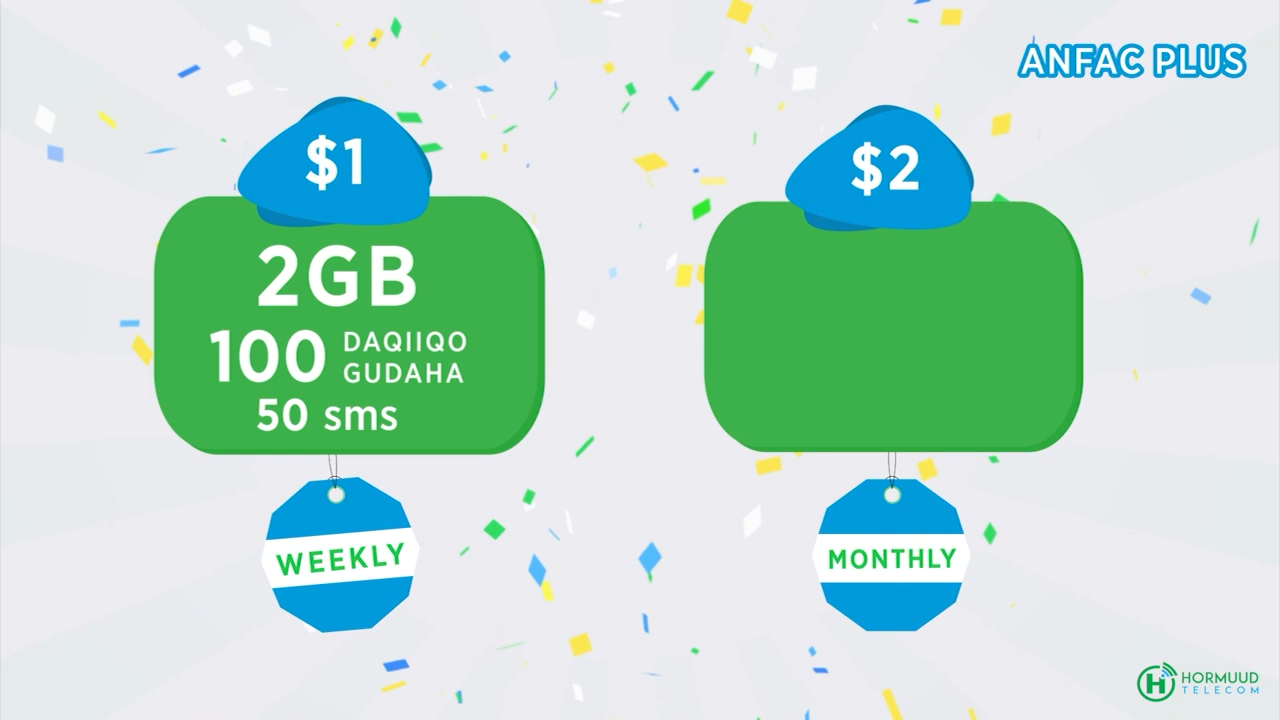 ANFAC PLUS
$1
2GB
100 DAQIIQO
GUDAHA
50 sms
WEEKLY
$2
MONTHLY
HORMUUD
TELECOM